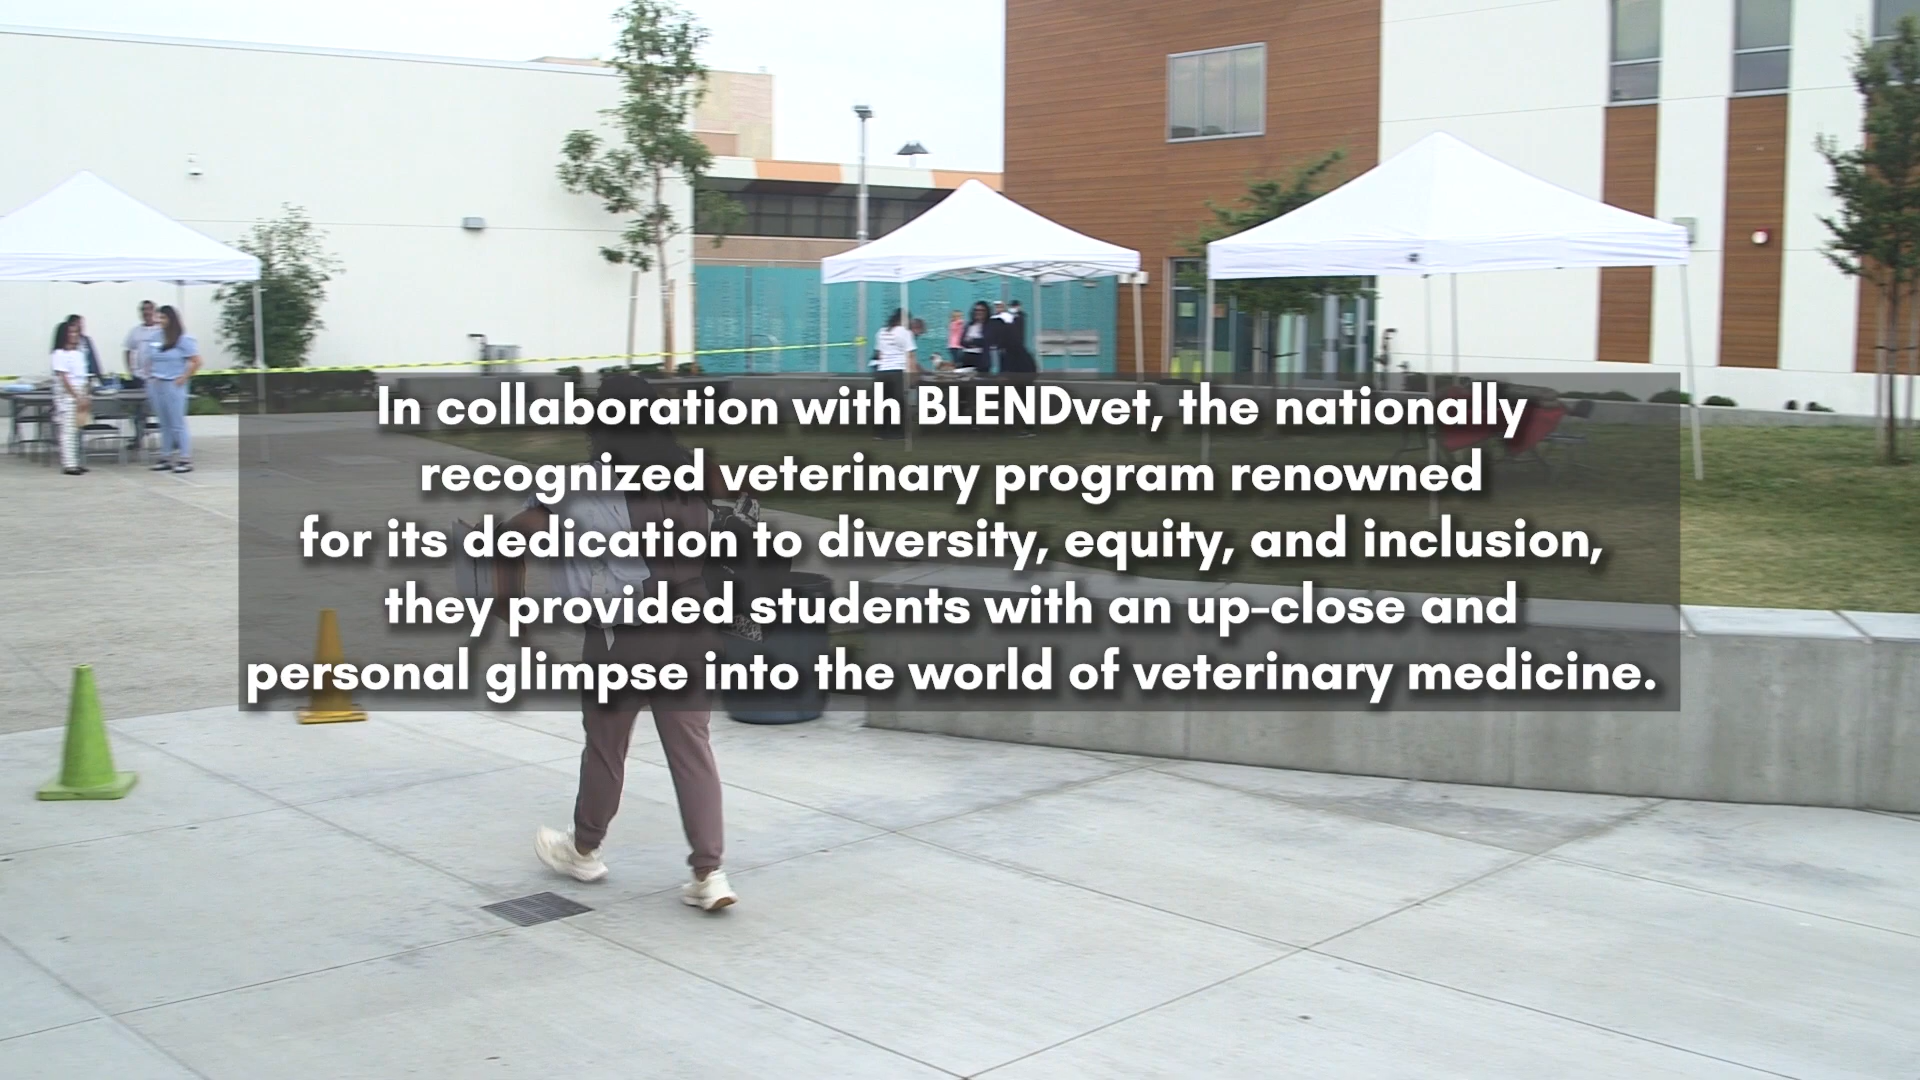 In collaboration with BLENDvet, the nationally
recognized veterinary program renowned
for its dedication to diversity, equity, and inclusion,
they provided students with an up-close and
personal glimpse into the world of veterinary medicine.